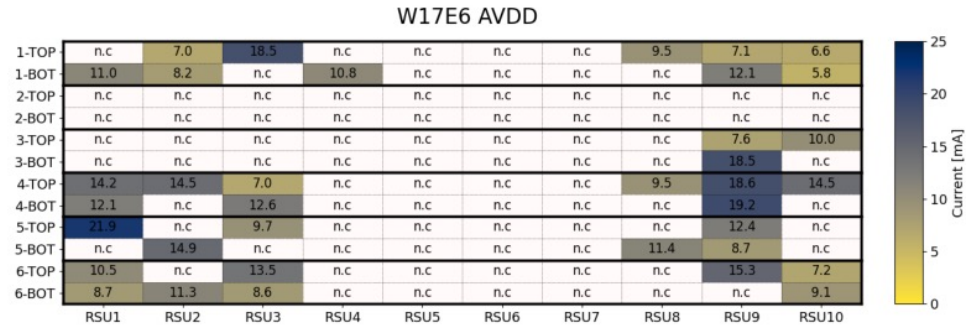 W17E6 AVDD
1-TOP n.c 7.0 18.5 n.c n.c n.c n.c 9.5 7.1 6.6
1-BOT 11.0 8.2 n.c 10.8 n.c n.c n.c n.c 12.1 5.8
2-TOP n.c n.c n.c n.c n.c n.c n.c n.c n.c n.c
2-BOT n.c n.c n.c n.c n.c n.c n.c n.c n.c n.c
3-TOP n.c n.c n.c n.c n.c n.c n.c n.c 7.6 10.0
3-BOT n.c n.c n.c n.c n.c n.c n.c n.c 18.5 n.c
4-TOP 14.2 14.5 7.0 n.c n.c n.c n.c 9.5 18.6 14.5
4-BOT 12.1 n.c 12.6 n.c n.c n.c n.c n.c 19.2 n.c
5-TOP 21.9 n.c 9.7 n.c n.c n.c n.c n.c 12.4 n.c
5-BOT n.c 14.9 n.c n.c n.c n.c n.c 11.4 8.7 n.c
6-TOP 10.5 n.c 13.5 n.c n.c n.c n.c n.c 15.3 7.2
6-BOT 8.7 11.3 8.6 n.c n.c n.c n.c n.c n.c 9.1
RSU1 RSU2 RSU3 RSU4 RSU5 RSU6 RSU7 RSU8 RSU9 RSU10
25
20
15
10
5
0
Current [mA]